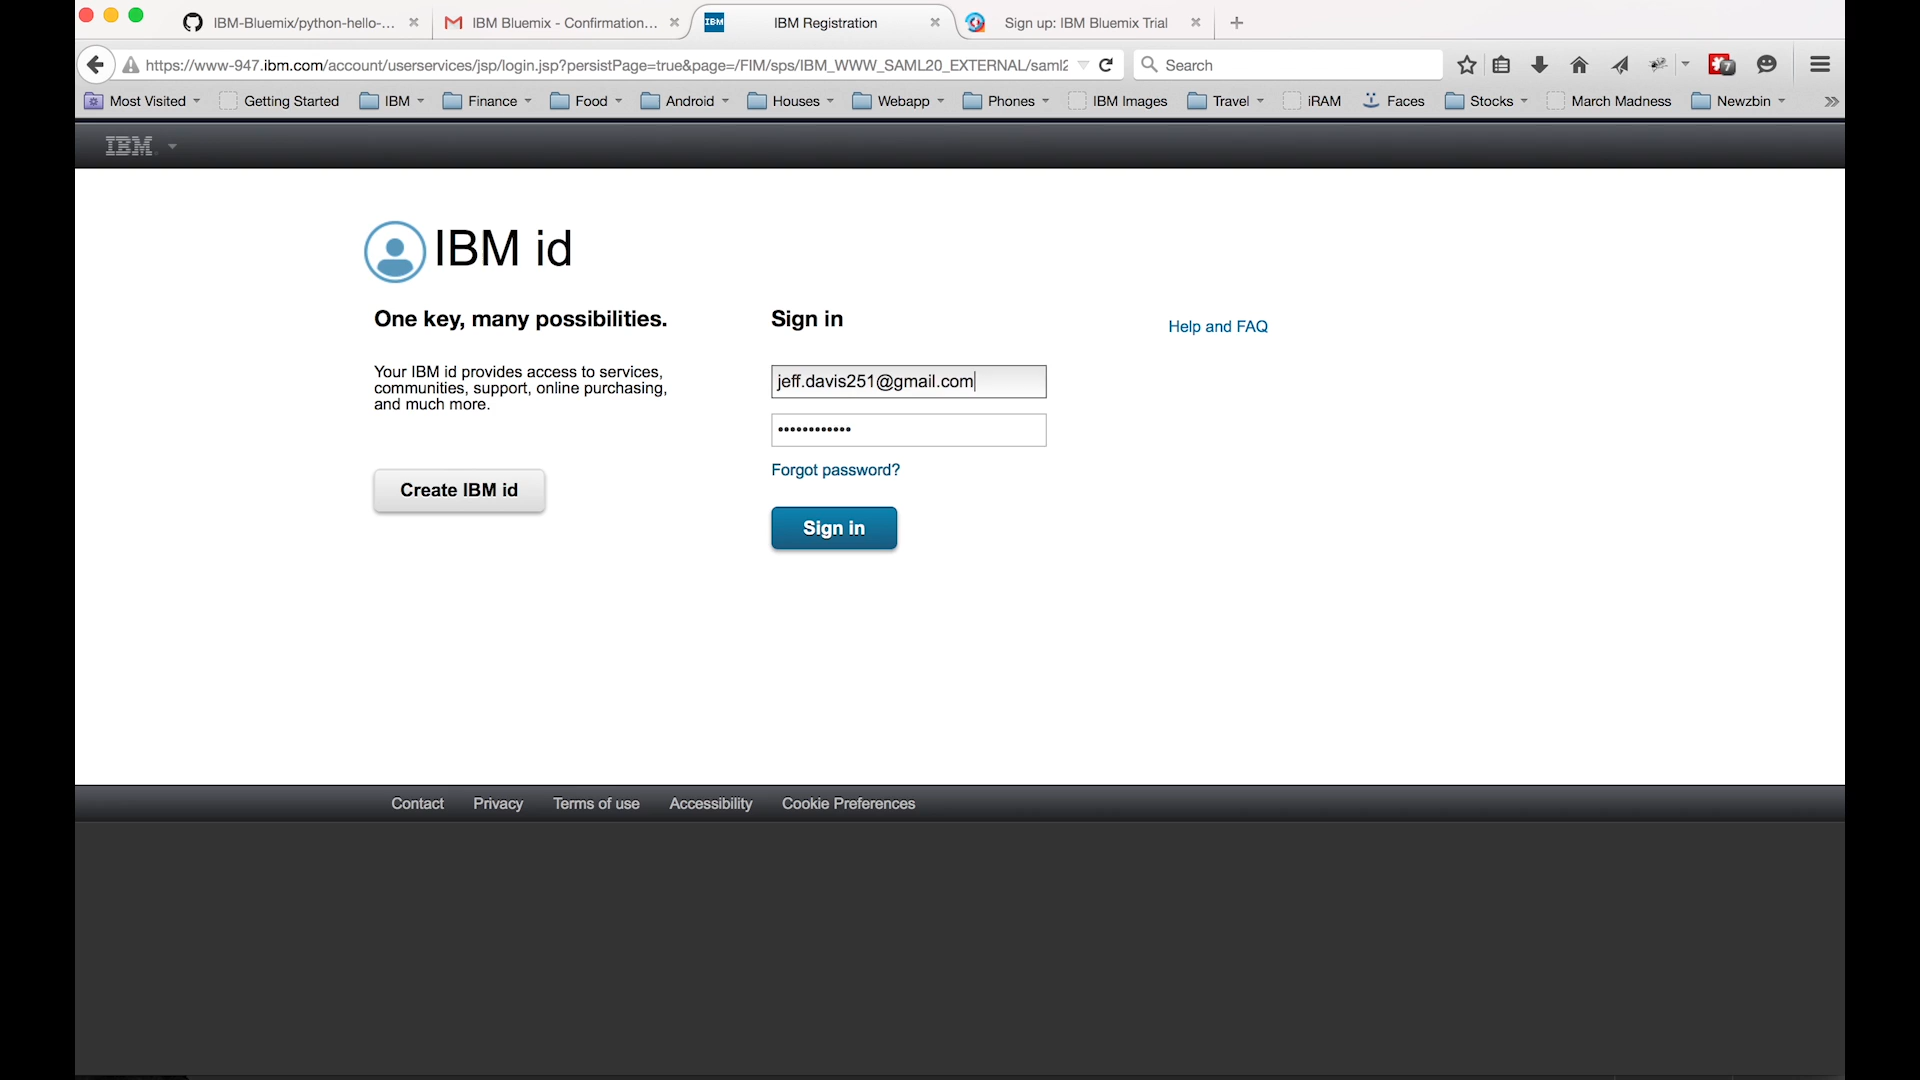 IBM-Bluemix/python-hello-...
IBM Bluemix - Confirmation...
IBM
IBM Registration
Sign up: IBM Bluemix Trial
https://www-947.ibm.com/account/userservices/jsp/login.jsp?persistPage=true&page=/FIM/sps/IBM_WWW_SAML20_EXTERNAL/saml2
Search
7
Most Visited
Getting Started
IBM
Finance
Food
Android
Houses
Webapp
Phones
IBM Images
Travel
iRAM
Faces
Stocks
March Madness
Newzbin
IBM
IBM id
One key, many possibilities.
Your IBM id provides access to services,
communities, support, online purchasing,
and much more.
Create IBM id
Sign in
jeff.davis251@gmail.com
••••••••••••
Forgot password?
Sign in
Help and FAQ
Contact
Privacy
Terms of use
Accessibility
Cookie Preferences